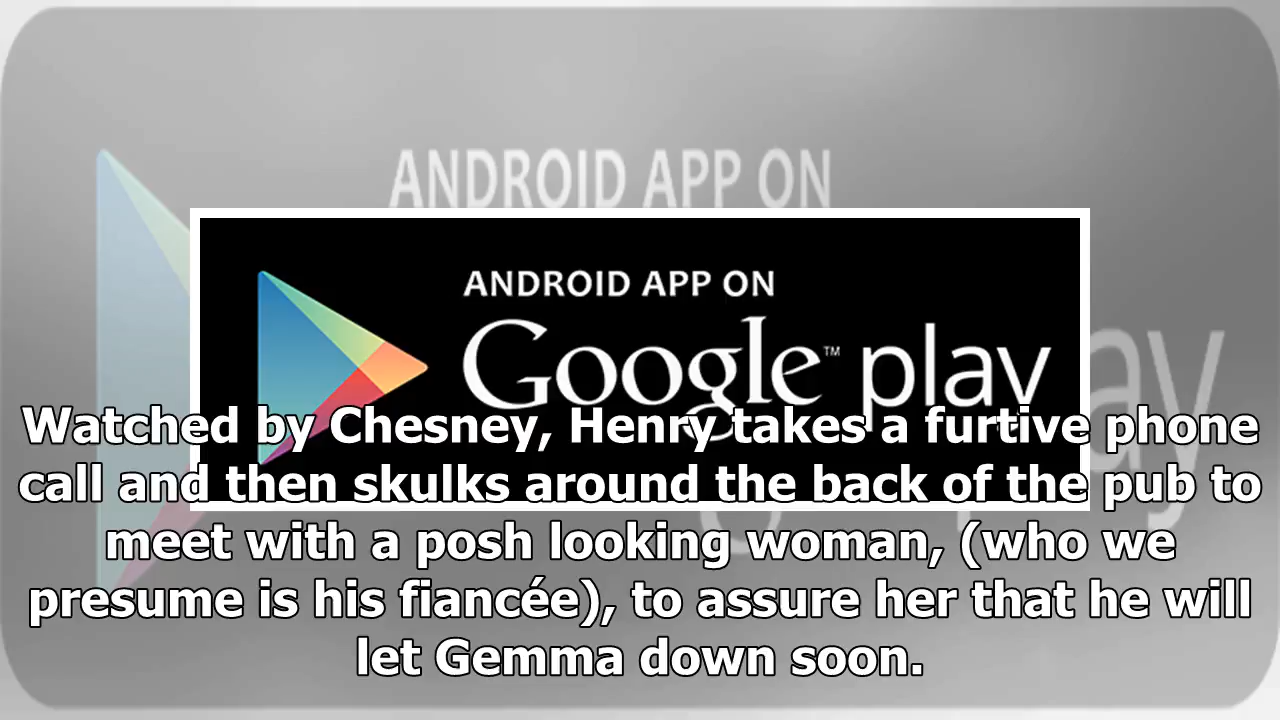 ANDROID APP ON
ANDROID APP ON
Google™ play
ay
Watched by Chesney, Henry takes a furtive phone
call and then skulks around the back of the pub to
meet with a posh looking woman, (who we
presume is his fiancée), to assure her that he will
let Gemma down soon.